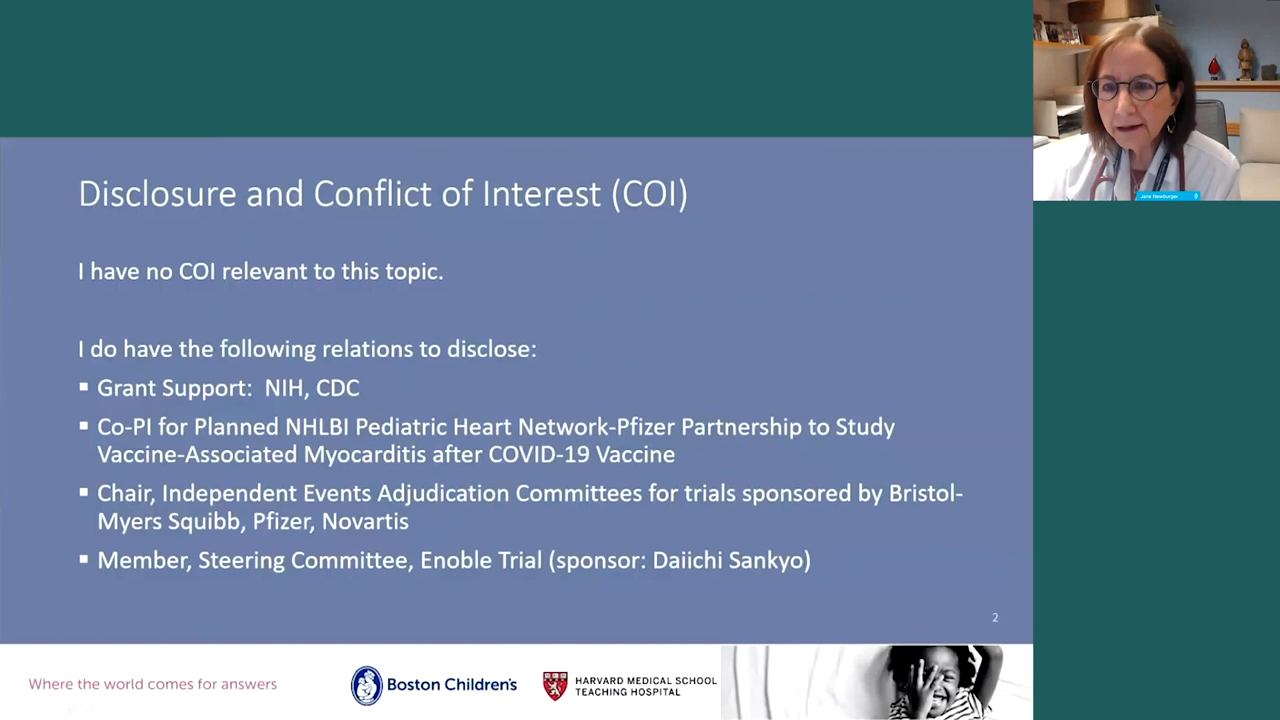 Jane Newburger
Disclosure and Conflict of Interest (COI)
I have no COI relevant to this topic.
I do have the following relations to disclose:
▪ Grant Support: NIH, CDC
▪ Co-PI for Planned NHLBI Pediatric Heart Network-Pfizer Partnership to Study
Vaccine-Associated Myocarditis after COVID-19 Vaccine
▪ Chair, Independent Events Adjudication Committees for trials sponsored by Bristol-
Myers Squibb, Pfizer, Novartis
▪ Member, Steering Committee, Enoble Trial (sponsor: Daiichi Sankyo)
2
Where the world comes for answers
Boston Children's
HARVARD MEDICAL SCHOOL
TEACHING HOSPITAL